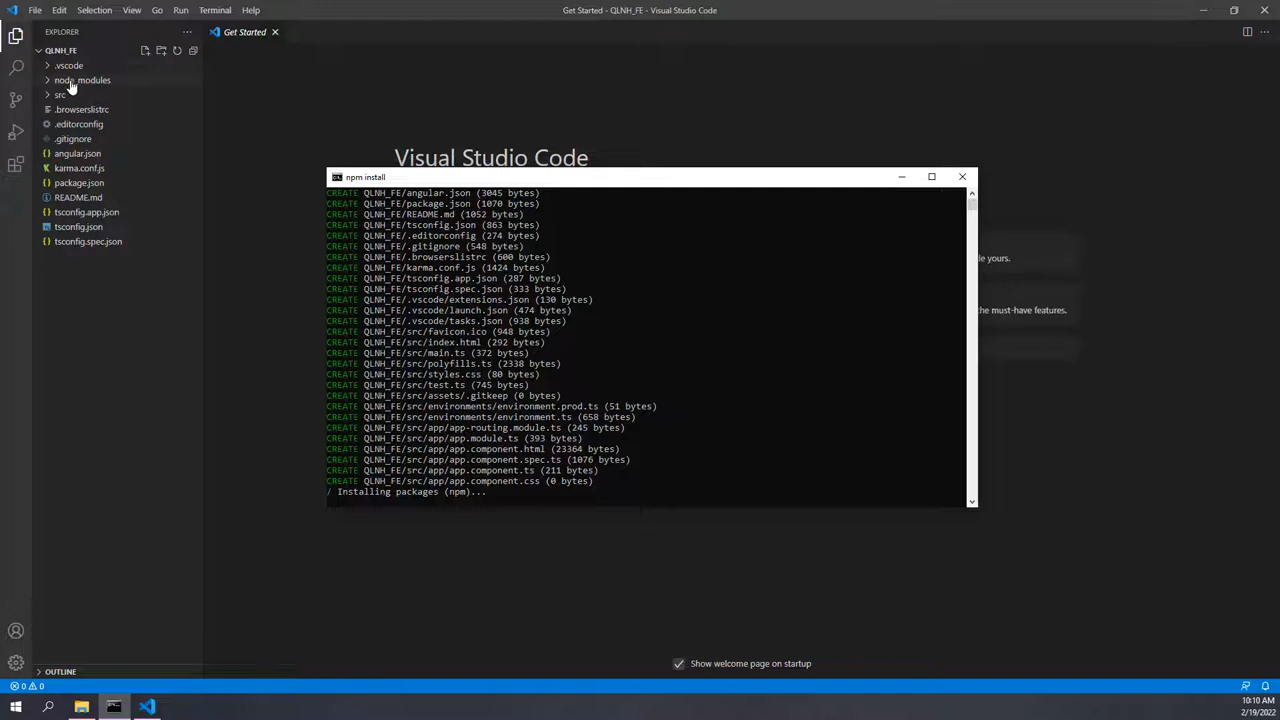 File Edit Selection View Go Run Terminal Help
Get Started - QLNH_FE - Visual Studio Code
EXPLORER
Get Started
QLNH_FE
.vscode
node_modules
src
.browserslistrc
.editorconfig
.gitignore
angular.json
karma.conf.js
package.json
README.md
tsconfig.app.json
tsconfig.json
tsconfig.spec.json
Visual Studio Code
npm install
CREATE QLNH_FE/angular.json (3045 bytes)
CREATE QLNH_FE/package.json (1070 bytes)
CREATE QLNH_FE/README.md (1052 bytes)
CREATE QLNH_FE/tsconfig.json (863 bytes)
CREATE QLNH_FE/.editorconfig (274 bytes)
CREATE QLNH_FE/.gitignore (548 bytes)
CREATE QLNH_FE/.browserslistrc (600 bytes)
CREATE QLNH_FE/karma.conf.js (1424 bytes)
CREATE QLNH_FE/tsconfig.app.json (287 bytes)
CREATE QLNH_FE/tsconfig.spec.json (333 bytes)
CREATE QLNH_FE/.vscode/extensions.json (130 bytes)
CREATE QLNH_FE/.vscode/launch.json (474 bytes)
CREATE QLNH_FE/.vscode/tasks.json (938 bytes)
CREATE QLNH_FE/src/favicon.ico (948 bytes)
CREATE QLNH_FE/src/index.html (292 bytes)
CREATE QLNH_FE/src/main.ts (372 bytes)
CREATE QLNH_FE/src/polyfills.ts (2338 bytes)
CREATE QLNH_FE/src/styles.css (80 bytes)
CREATE QLNH_FE/src/test.ts (745 bytes)
CREATE QLNH_FE/src/assets/.gitkeep (0 bytes)
CREATE QLNH_FE/src/environments/environment.prod.ts (51 bytes)
CREATE QLNH_FE/src/environments/environment.ts (658 bytes)
CREATE QLNH_FE/src/app/app-routing.module.ts (245 bytes)
CREATE QLNH_FE/src/app/app.module.ts (393 bytes)
CREATE QLNH_FE/src/app/app.component.html (23364 bytes)
CREATE QLNH_FE/src/app/app.component.spec.ts (1076 bytes)
CREATE QLNH_FE/src/app/app.component.ts (211 bytes)
CREATE QLNH_FE/src/app/app.component.css (0 bytes)
/ Installing packages (npm)...
le yours.
the must-have features.
Show welcome page on startup
OUTLINE
0 0
10:10 AM
2/19/2022